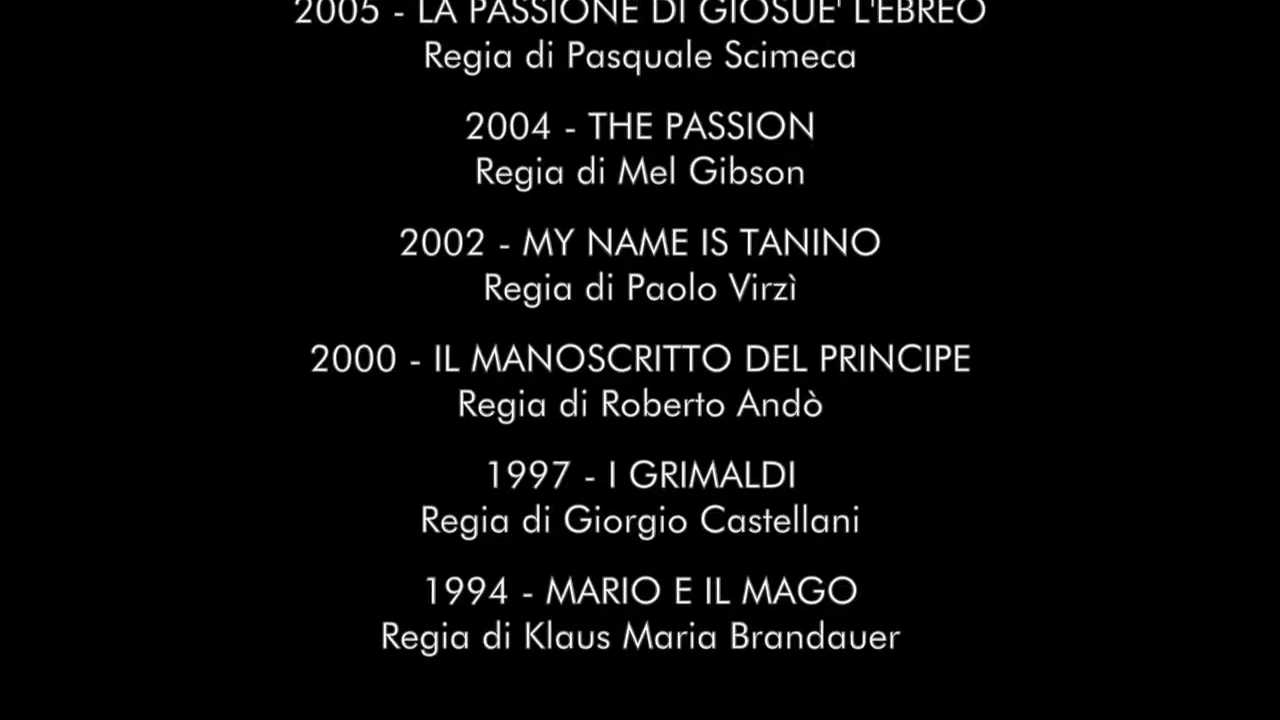 2005 - LA PASSIONE DI GIOSUE' L'EBREO
Regia di Pasquale Scimeca
2004 - THE PASSION
Regia di Mel Gibson
2002 - MY NAME IS TANINO
Regia di Paolo Virzì
2000 - IL MANOSCRITTO DEL PRINCIPE
Regia di Roberto Andò
1997 - I GRIMALDI
Regia di Giorgio Castellani
1994 - MARIO E IL MAGO
Regia di Klaus Maria Brandauer